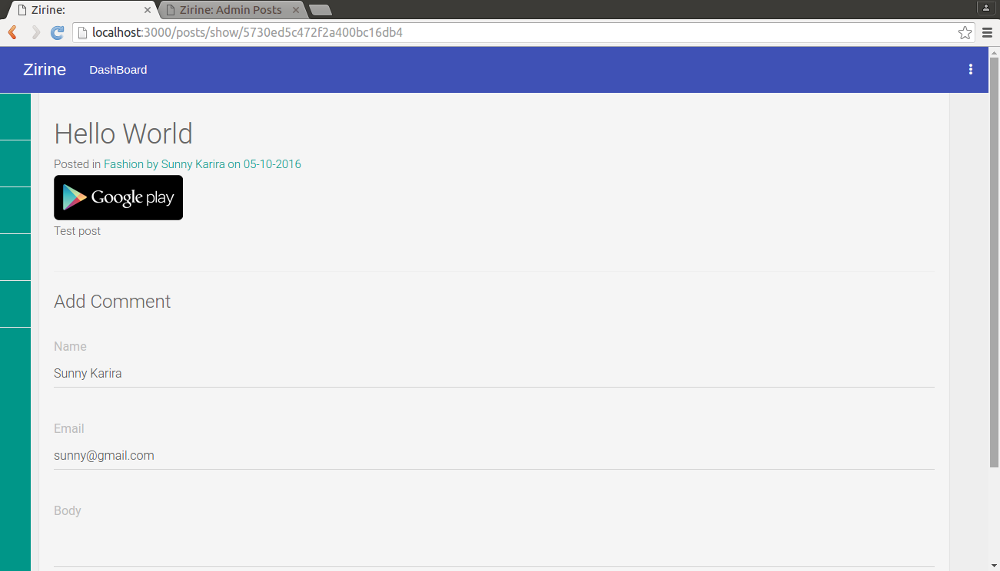 Zirine:
Zirine: Admin Posts
localhost:3000/posts/show/5730ed5c472f2a400bc16db4
Zirine DashBoard
Hello World
Posted in Fashion by Sunny Karira on 05-10-2016
Google play
Test post
Add Comment
Name
Sunny Karira
Email
sunny@gmail.com
Body